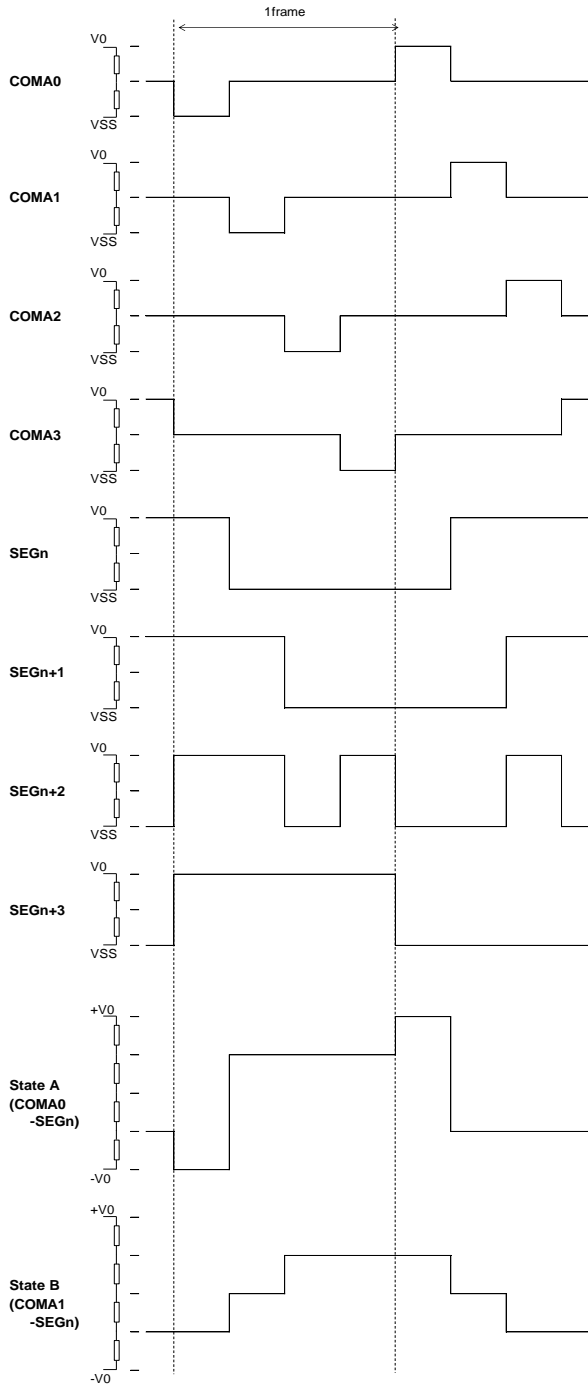 1frame
V0
COMA0
VSS
V0
COMA1
VSS
V0
COMA2
VSS
V0
COMA3
VSS
V0
SEGn
VSS
V0
SEGn+1
VSS
V0
SEGn+2
VSS
V0
SEGn+3
VSS
+V0
State A
(COMA0
-SEGn)
-V0
+V0
State B
(COMA1
-SEGn)
-V0